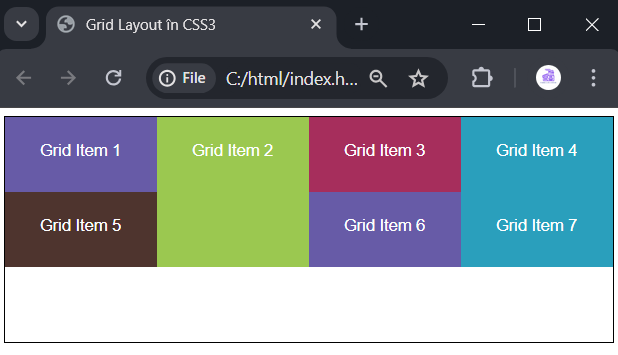 Grid Layout în CSS3
File C:/html/index.h...
Grid Item 1 Grid Item 2 Grid Item 3 Grid Item 4
Grid Item 5 Grid Item 6 Grid Item 7